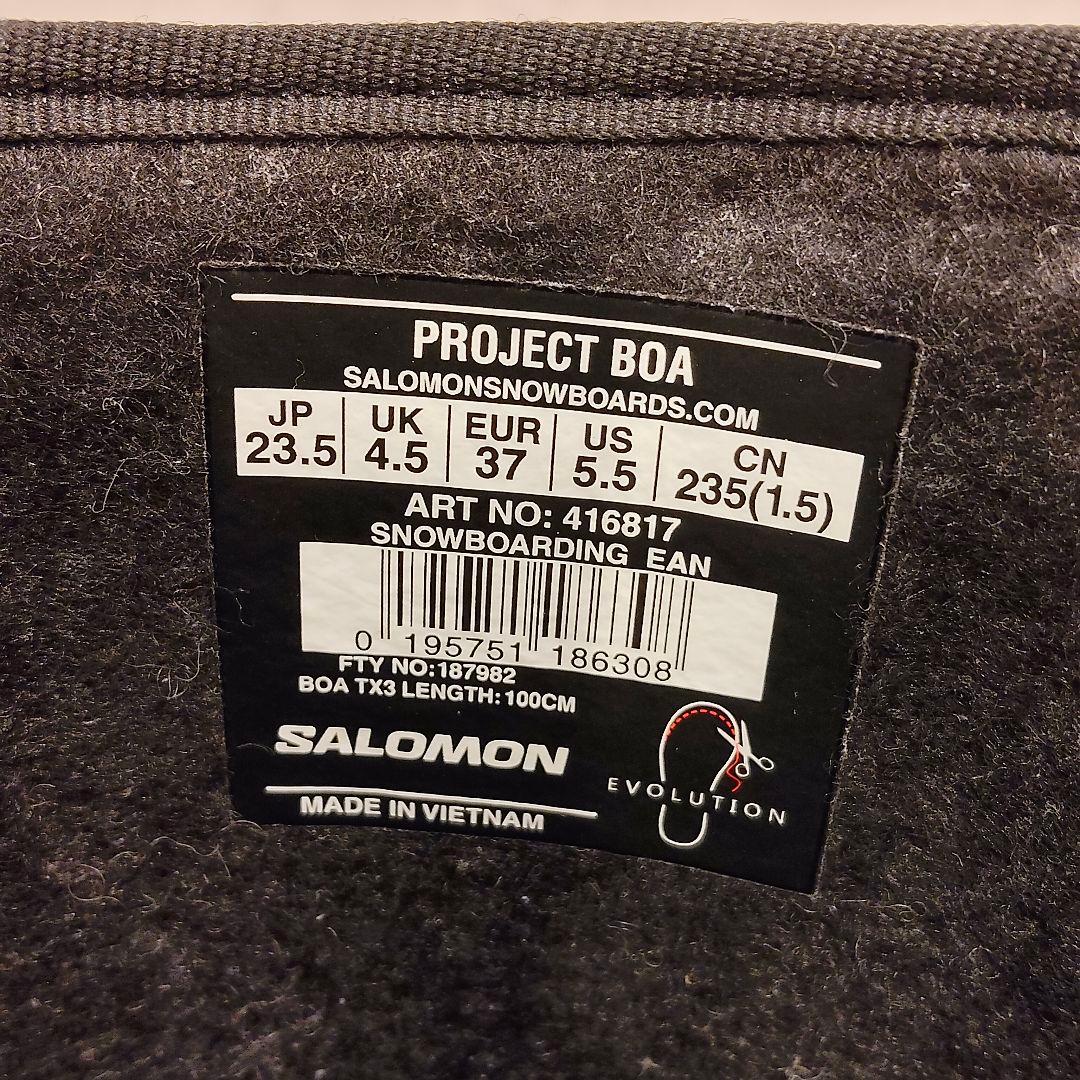 PROJECT BOA
SALOMONSNOWBOARDS.COM
JP UK EUR US CN
23.5 4.5 37 5.5 235(1.5)
ART NO: 416817
SNOWBOARDING EAN
0 195751 186308
FTY NO:187982
BOA TX3 LENGTH:100CM
SALOMON
EVOLUTION
MADE IN VIETNAM